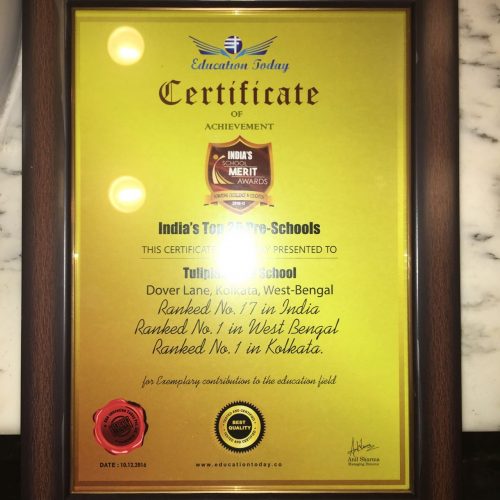 Education Today
Certificate
OF
ACHIEVEMENT
INDIA'S
SCHOOL
MERIT
AWARDS
India's Top Pre-Schools
THIS CERTIFICATE PRESENTED TO
School
Dover Lane, Kolkata, West-Bengal
Ranked No. 17 in India
Ranked No. 1 in West Bengal
Ranked No. 1 in Kolkata.
for Exemplary contribution to the education field
BEST
QUALITY
www.educationtoday.co
DATE : 10.12.2016
Anil Sharma
Managing Director